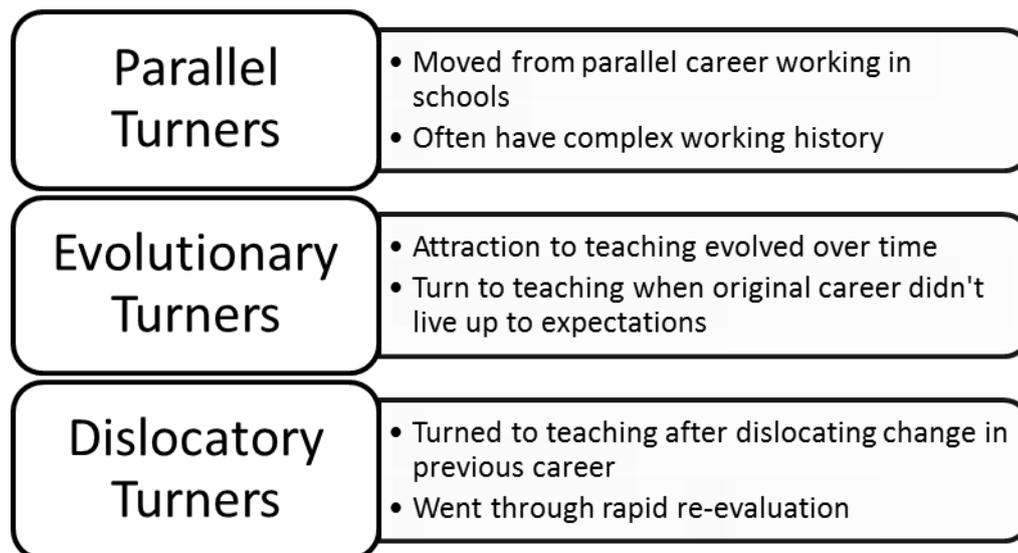 Parallel
Turners
• Moved from parallel career working in
schools
• Often have complex working history
Evolutionary
Turners
• Attraction to teaching evolved over time
• Turn to teaching when original career didn't
live up to expectations
Dislocatory
Turners
• Turned to teaching after dislocating change in
previous career
• Went through rapid re-evaluation